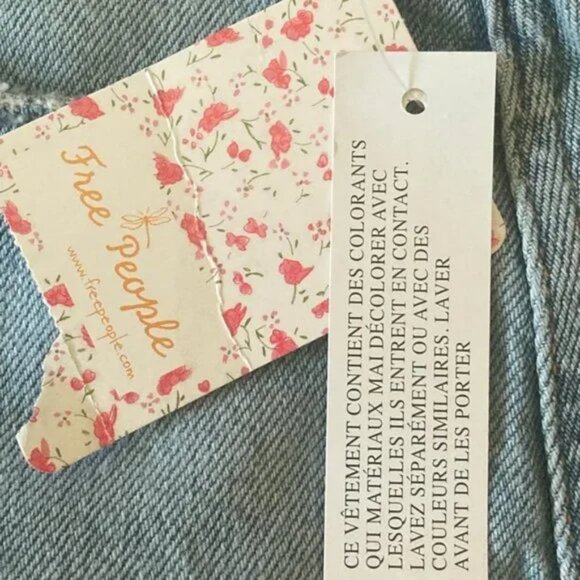 Free
People
www.freepeople.com
CE VÊTEMENT CONTIENT DES COLORANTS
QUI MATÉRIAUX MAI DÉCOLORER AVEC
LESQUELLES ILS ENTRENT EN CONTACT.
LAVEZ SÉPARÉMENT OU AVEC DES
COULEURS SIMILAIRES. LAVER
AVANT DE LES PORTER